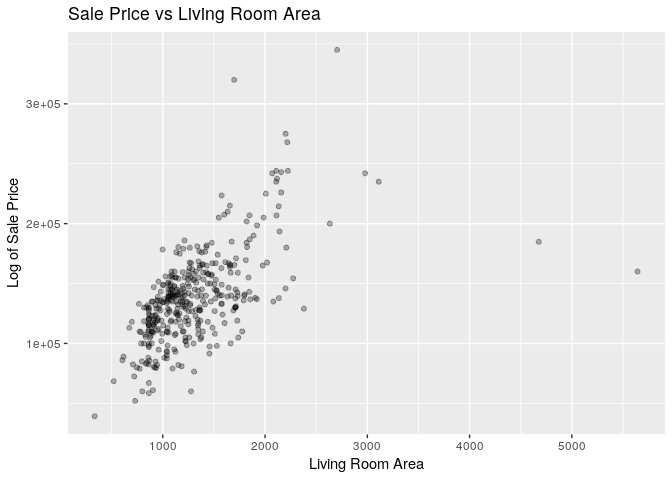 Sale Price vs Living Room Area
3e+05
2e+05
1e+05
Log of Sale Price
1000 2000 3000 4000 5000
Living Room Area